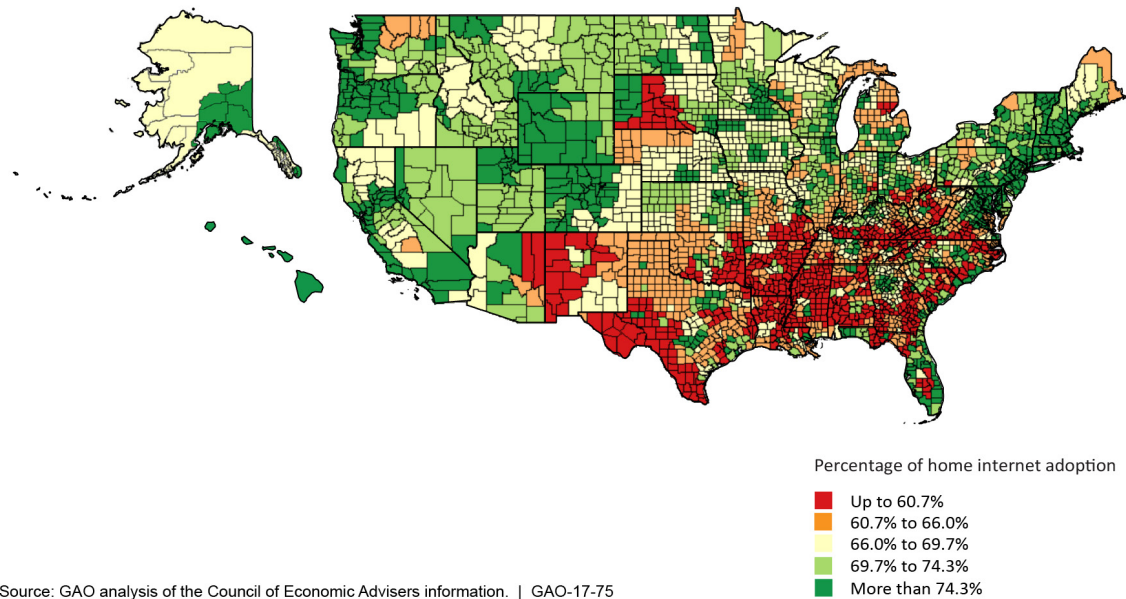 Percentage of home internet adoption
Up to 60.7%
60.7% to 66.0%
66.0% to 69.7%
69.7% to 74.3%
More than 74.3%
Source: GAO analysis of the Council of Economic Advisers information. | GAO-17-75